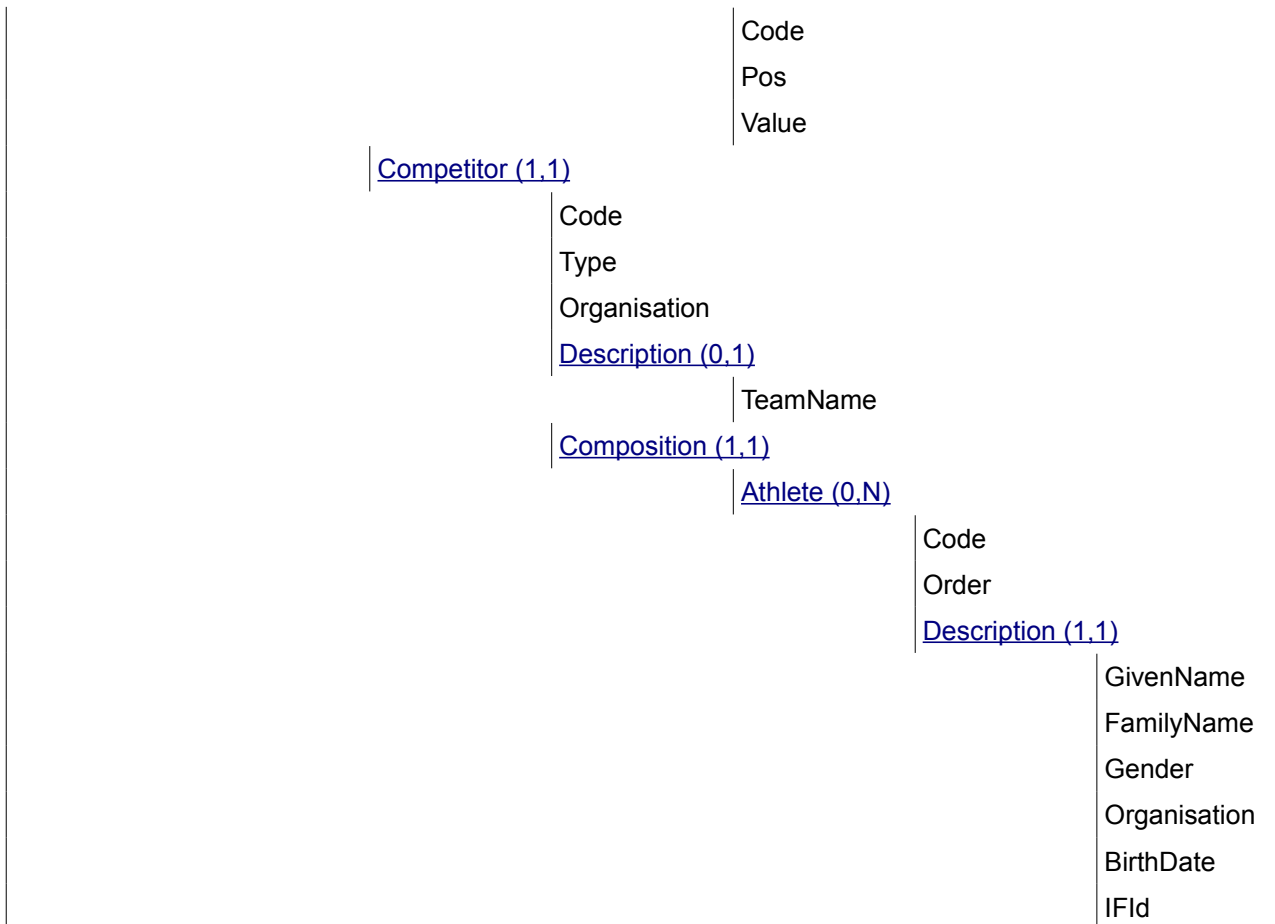 Code
Pos
Value
Competitor (1,1)
Code
Type
Organisation
Description (0,1)
TeamName
Composition (1,1)
Athlete (0,N)
Code
Order
Description (1,1)
GivenName
FamilyName
Gender
Organisation
BirthDate
IFId